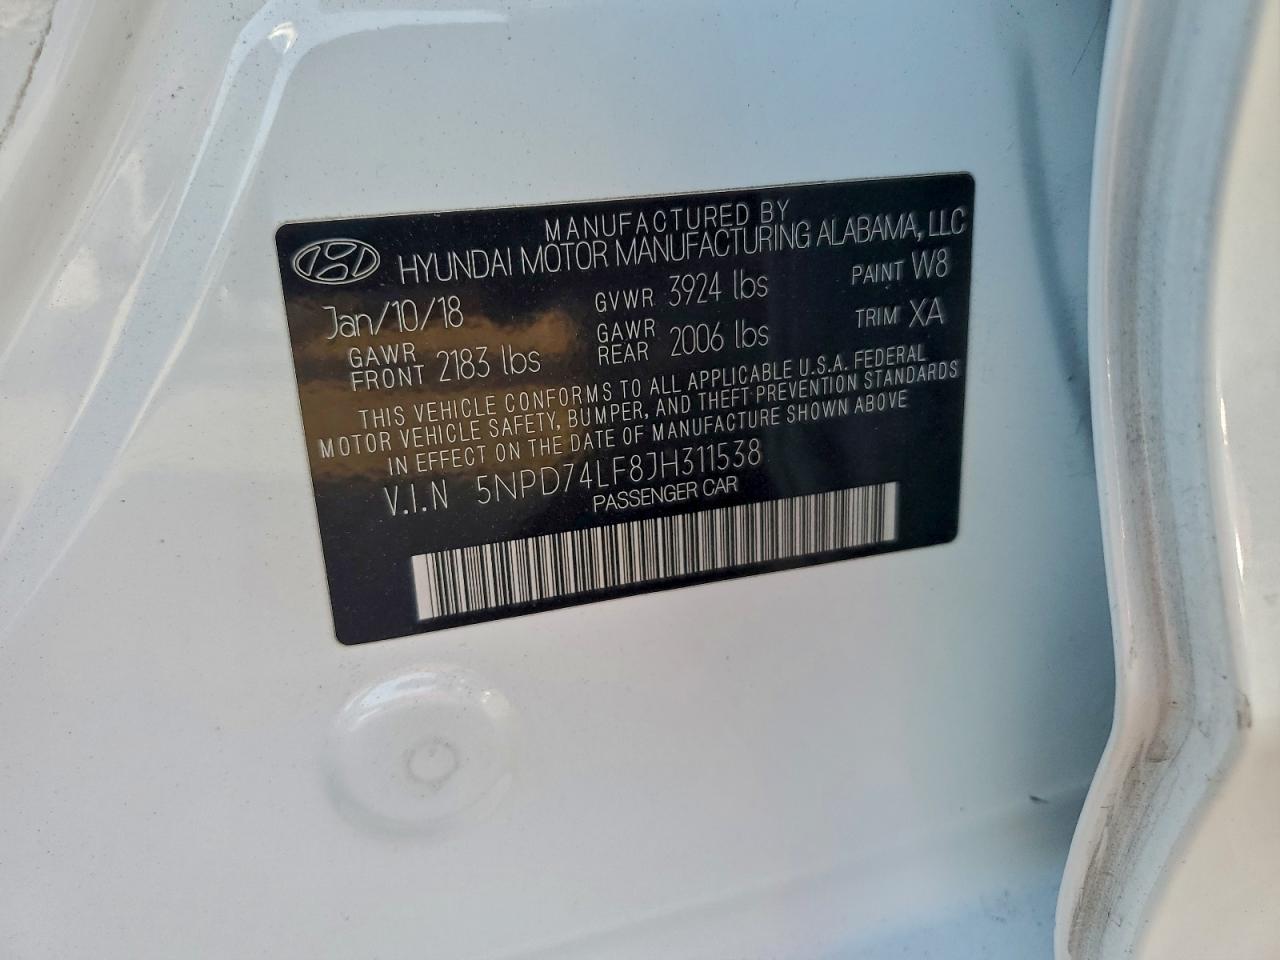 MANUFACTURED BY
HYUNDAI MOTOR MANUFACTURING ALABAMA, LLC
Jan/10/18 GVWR 3924 lbs PAINT W8
GAWR FRONT 2183 lbs GAWR REAR 2006 lbs TRIM XA
THIS VEHICLE CONFORMS TO ALL APPLICABLE U.S.A. FEDERAL
MOTOR VEHICLE SAFETY, BUMPER, AND THEFT PREVENTION STANDARDS
IN EFFECT ON THE DATE OF MANUFACTURE SHOWN ABOVE
V.I.N 5NPD74LF8JH311538
PASSENGER CAR